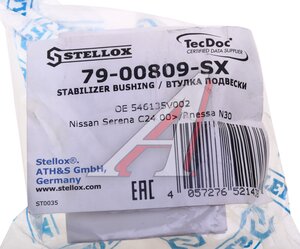 STELLOX
TecDoc
CERTIFIED DATA SUPPLIER
79-00809-SX
STABILIZER BUSHING / ВТУЛКА ПОДВЕСКИ
OE 546135V002
Nissan Serena C24 00>/Rnessa N30
Stellox®.
ATH&S GmbH,
Germany
www.stellox.com
ST0035
EAC
4 057276 52143